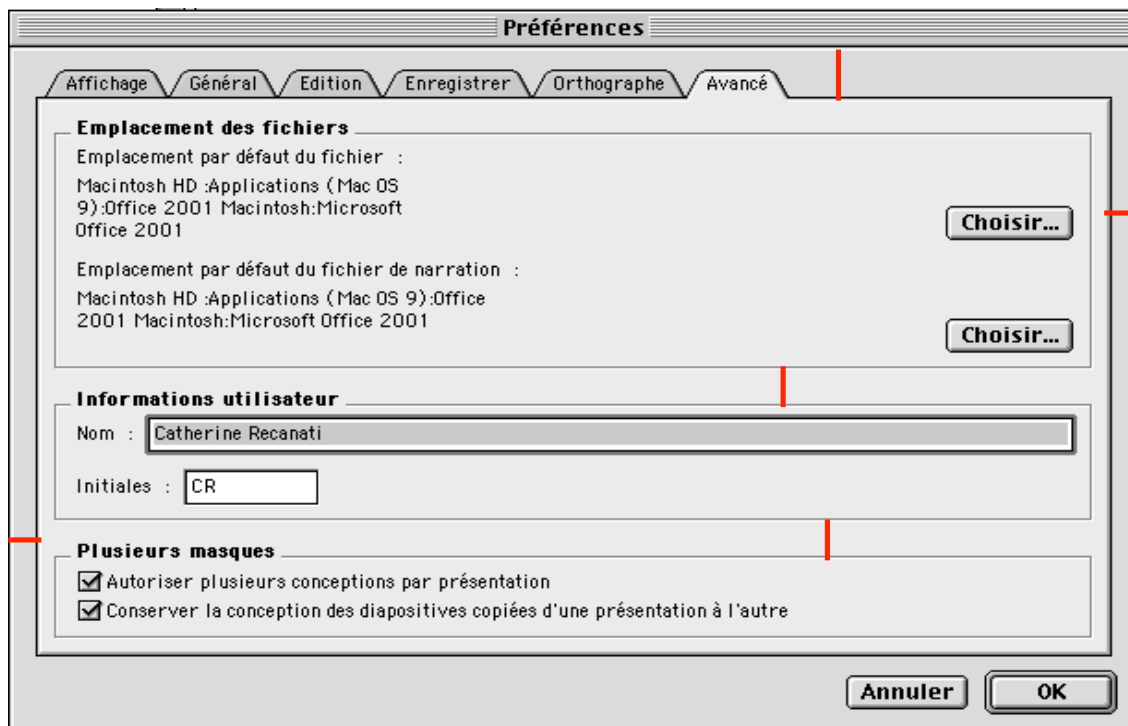 Préférences
Affichage Général Edition Enregistrer Orthographe Avancé
Emplacement des fichiers
Emplacement par défaut du fichier :
Macintosh HD :Applications (Mac OS
9):Office 2001 Macintosh:Microsoft
Office 2001
Choisir...
Emplacement par défaut du fichier de narration :
Macintosh HD :Applications (Mac OS 9):Office
2001 Macintosh:Microsoft Office 2001
Choisir...
Informations utilisateur
Nom : Catherine Recanati
Initiales : CR
Plusieurs masques
Autoriser plusieurs conceptions par présentation
Conserver la conception des diapositives copiées d'une présentation à l'autre
Annuler OK